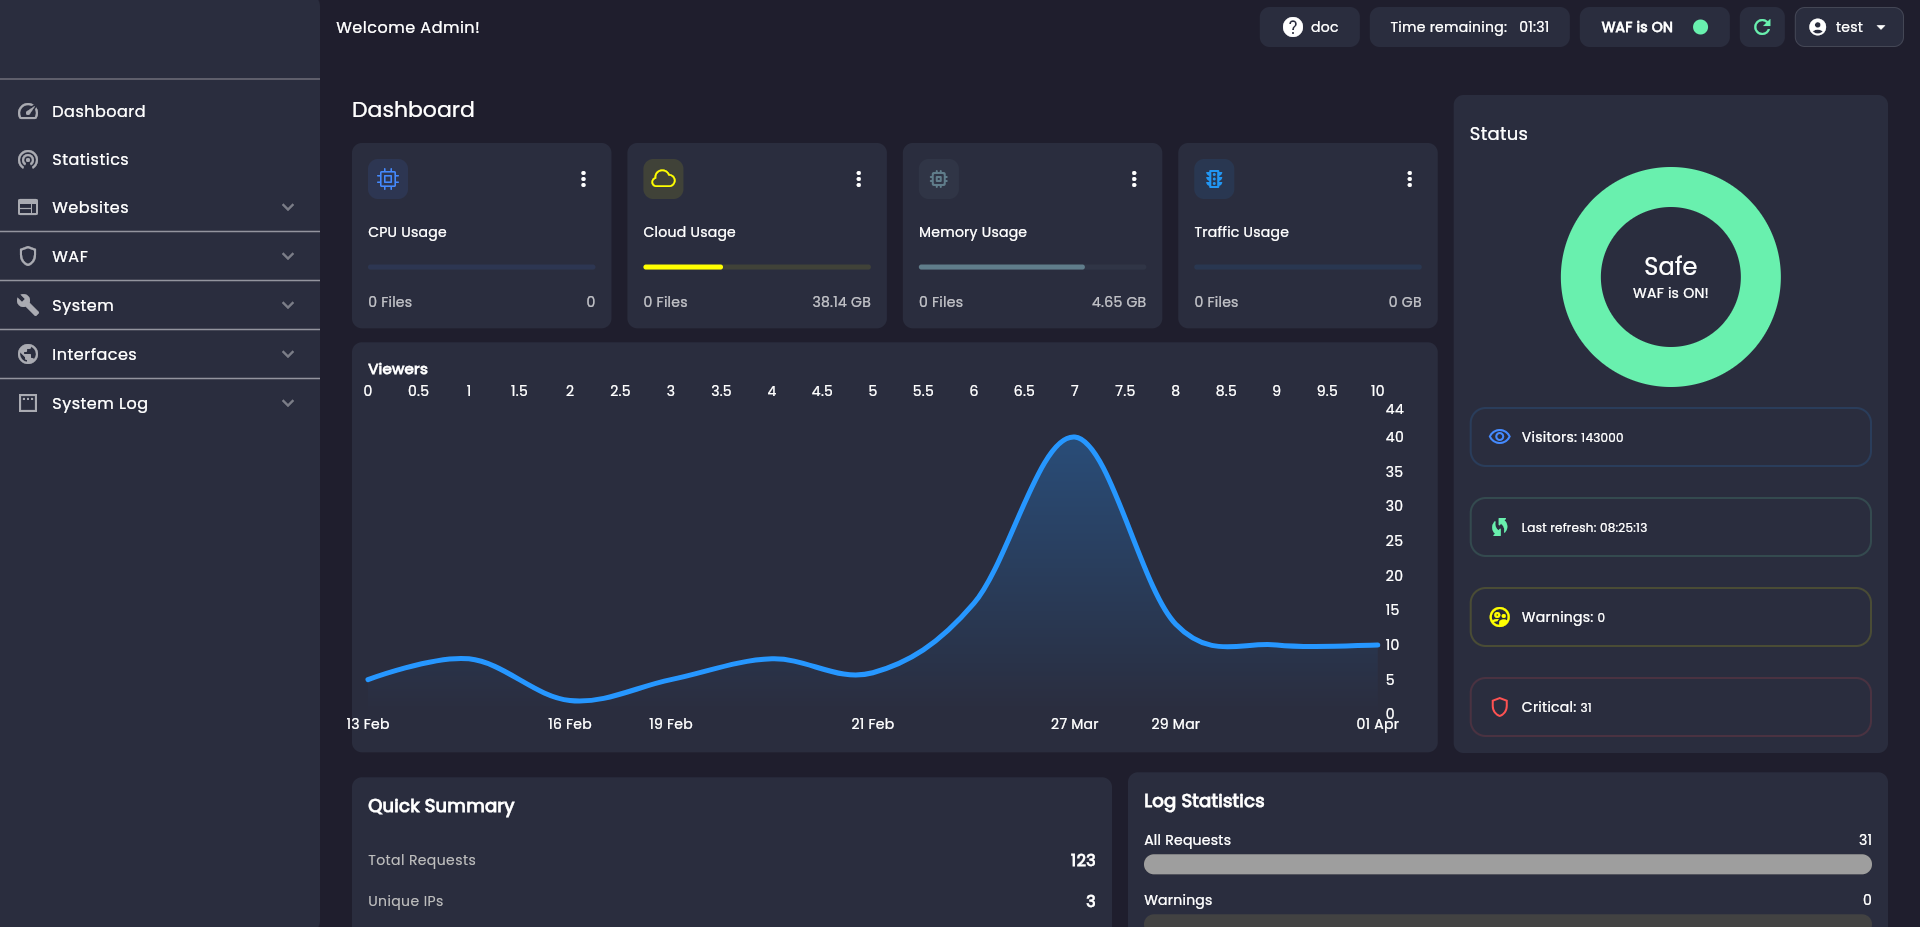 Welcome Admin!
doc
Time remaining: 01:31
WAF is ON
test
Dashboard
Statistics
Websites
WAF
System
Interfaces
System Log
Dashboard
CPU Usage
0 Files 0
Cloud Usage
0 Files 38.14 GB
Memory Usage
0 Files 4.65 GB
Traffic Usage
0 Files 0 GB
Viewers
0 0.5 1 1.5 2 2.5 3 3.5 4 4.5 5 5.5 6 6.5 7 7.5 8 8.5 9 9.5 10
44
40
35
30
25
20
15
10
5
0
13 Feb 16 Feb 19 Feb 21 Feb 27 Mar 29 Mar 01 Apr
Status
Safe
WAF is ON!
Visitors: 143000
Last refresh: 08:25:13
Warnings: 0
Critical: 31
Quick Summary
Total Requests 123
Unique IPs 3
Log Statistics
All Requests 31
Warnings 0